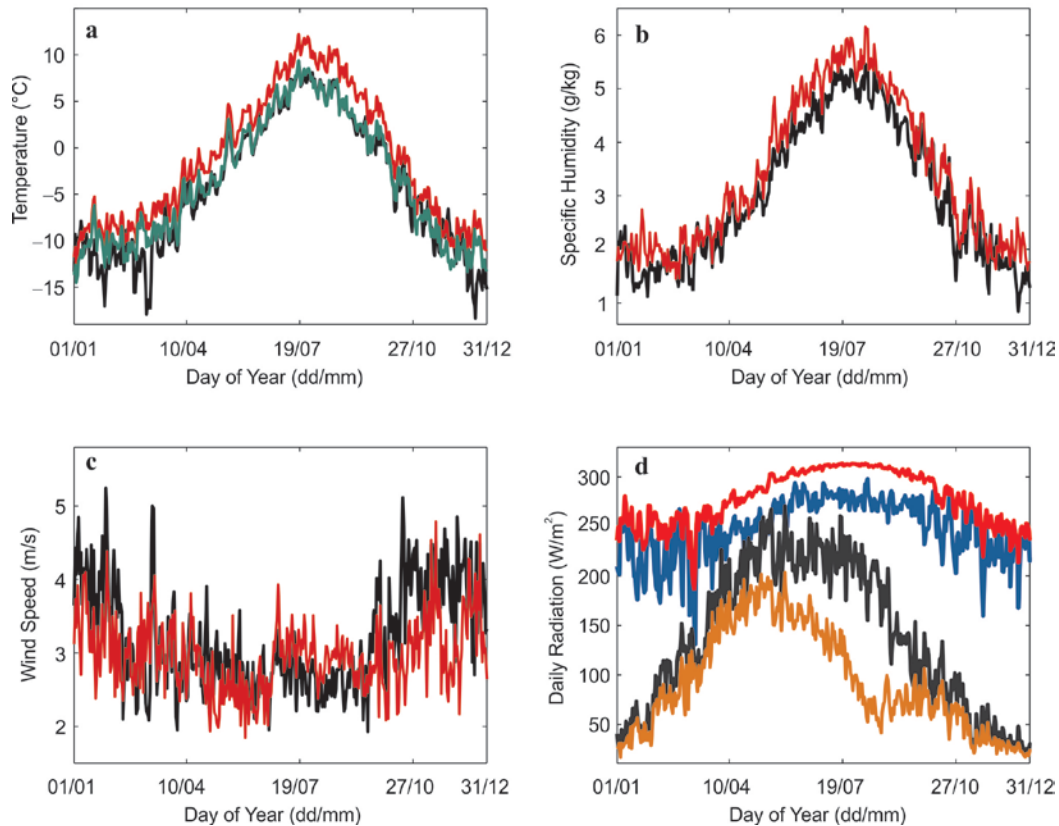 a
Temperature (°C)
10
5
0
−5
−10
−15
01/01 10/04 19/07 27/10 31/12
Day of Year (dd/mm)
b
Specific Humidity (g/kg)
6
5
4
3
2
1
01/01 10/04 19/07 27/10 31/12
Day of Year (dd/mm)
c
Wind Speed (m/s)
5
4
3
2
01/01 10/04 19/07 27/10 31/12
Day of Year (dd/mm)
d
Daily Radiation (W/m²)
300
250
200
150
100
50
01/01 10/04 19/07 27/10 31/12
Day of Year (dd/mm)